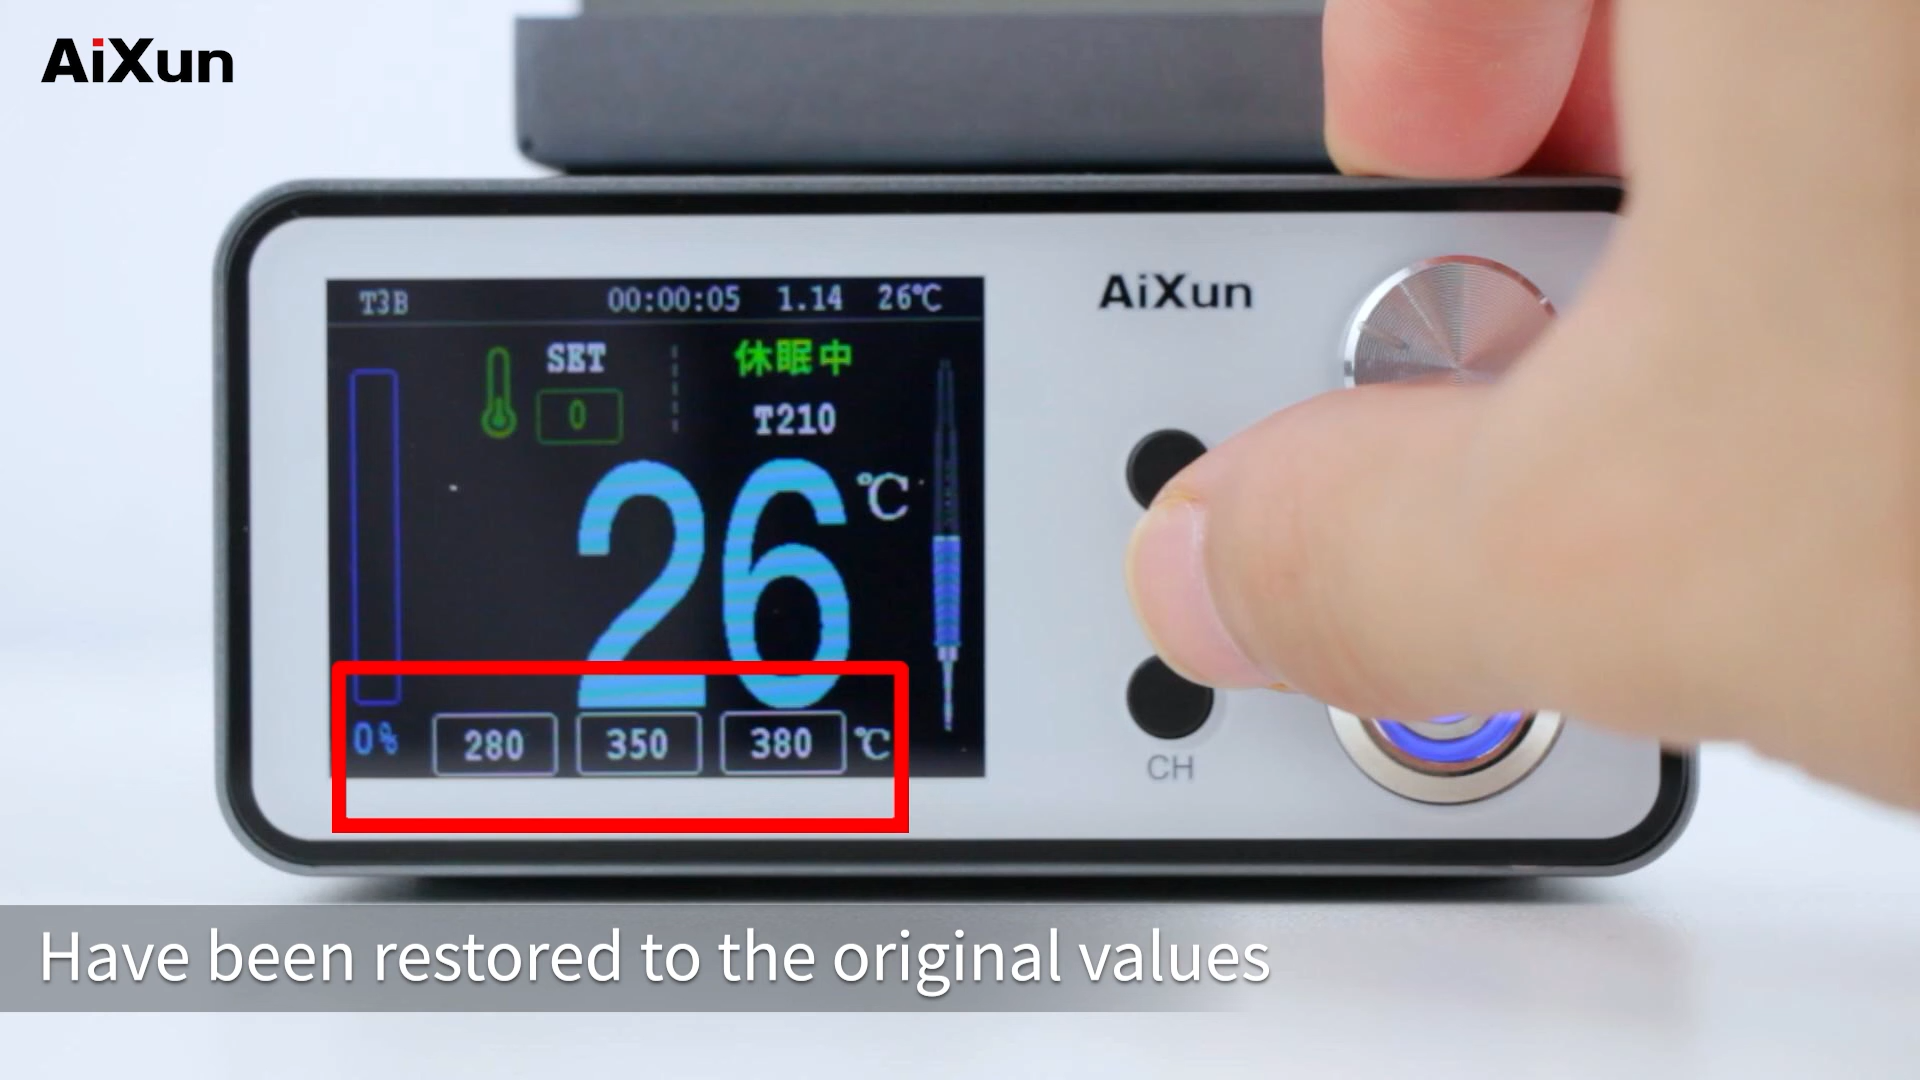 AiXun
T3B 00:00:05 1.14 26℃
SET
0
休眠中
T210
26℃
0% 280 350 380 ℃
AiXun
CH
Have been restored to the original values